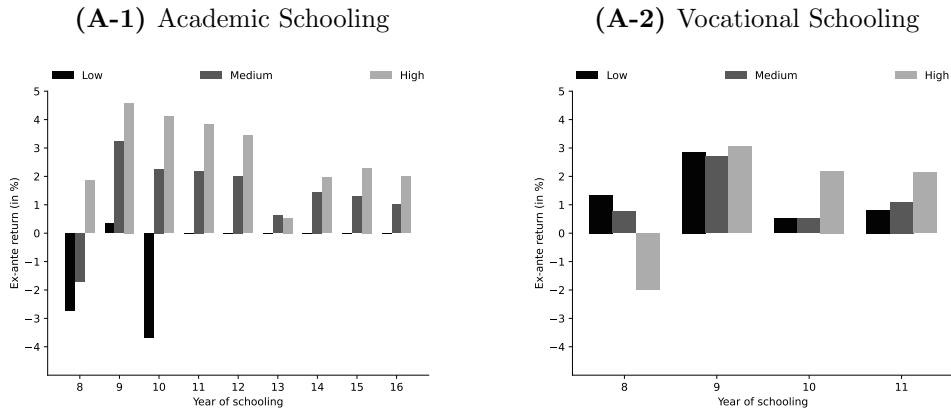 (A-1) Academic Schooling
Low Medium High
5
4
3
2
1
0
−1
−2
−3
−4
Ex-ante return (in %)
8 9 10 11 12 13 14 15 16
Year of schooling
(A-2) Vocational Schooling
Low Medium High
5
4
3
2
1
0
−1
−2
−3
−4
Ex-ante return (in %)
8 9 10 11
Year of schooling